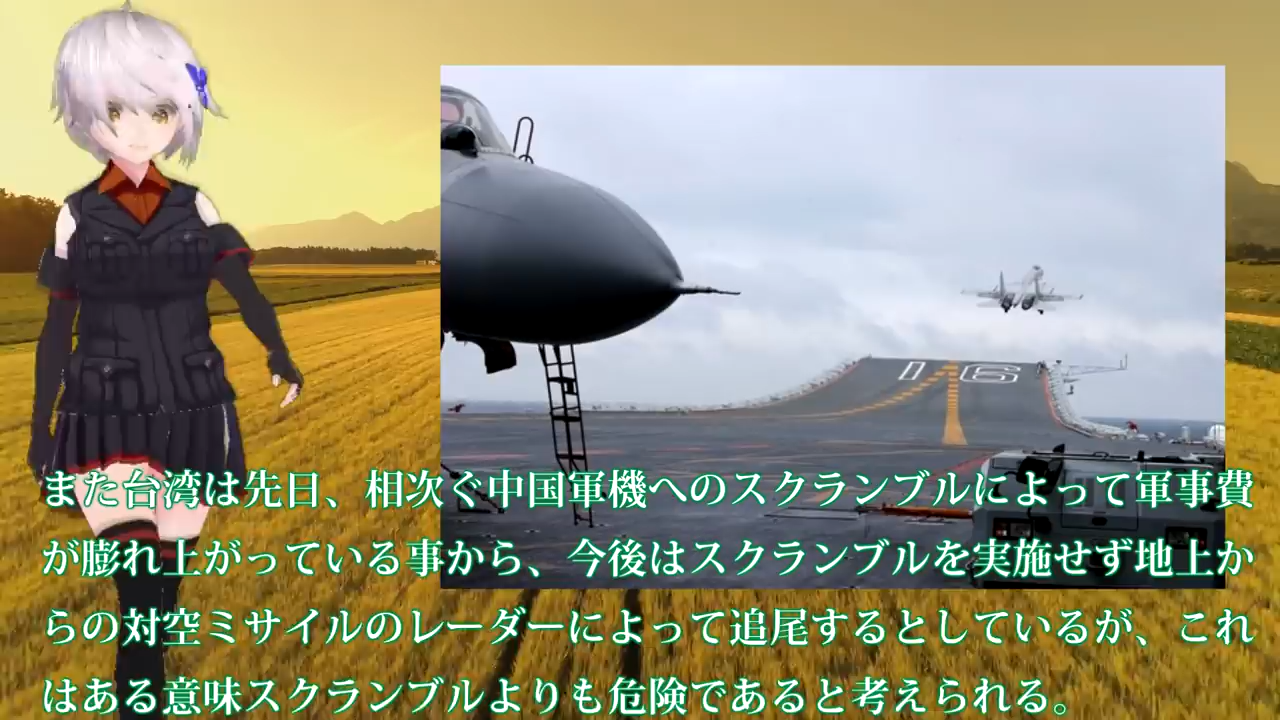 16
また台湾は先日、相次ぐ中国軍機へのスクランブルによって軍事費
が膨れ上がっている事から、今後はスクランブルを実施せず地上か
らの対空ミサイルのレーダーによって追尾するとしているが、これ
はある意味スクランブルよりも危険であると考えられる。